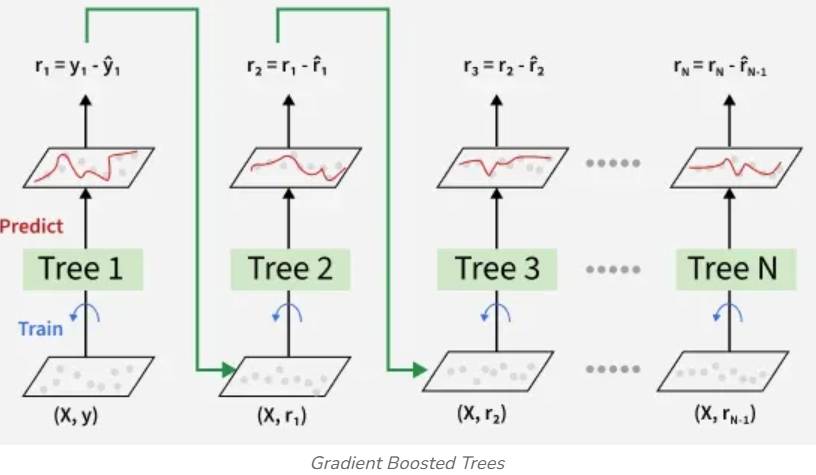 r₁ = y₁ - ŷ₁
r₂ = r₁ - r̂₁
r₃ = r₂ - r̂₂
r_N = r_N - r̂_N-1
Predict
Tree 1
Tree 2
Tree 3
Tree N
Train
(X, y)
(X, r₁)
(X, r₂)
(X, r_N-1)
Gradient Boosted Trees